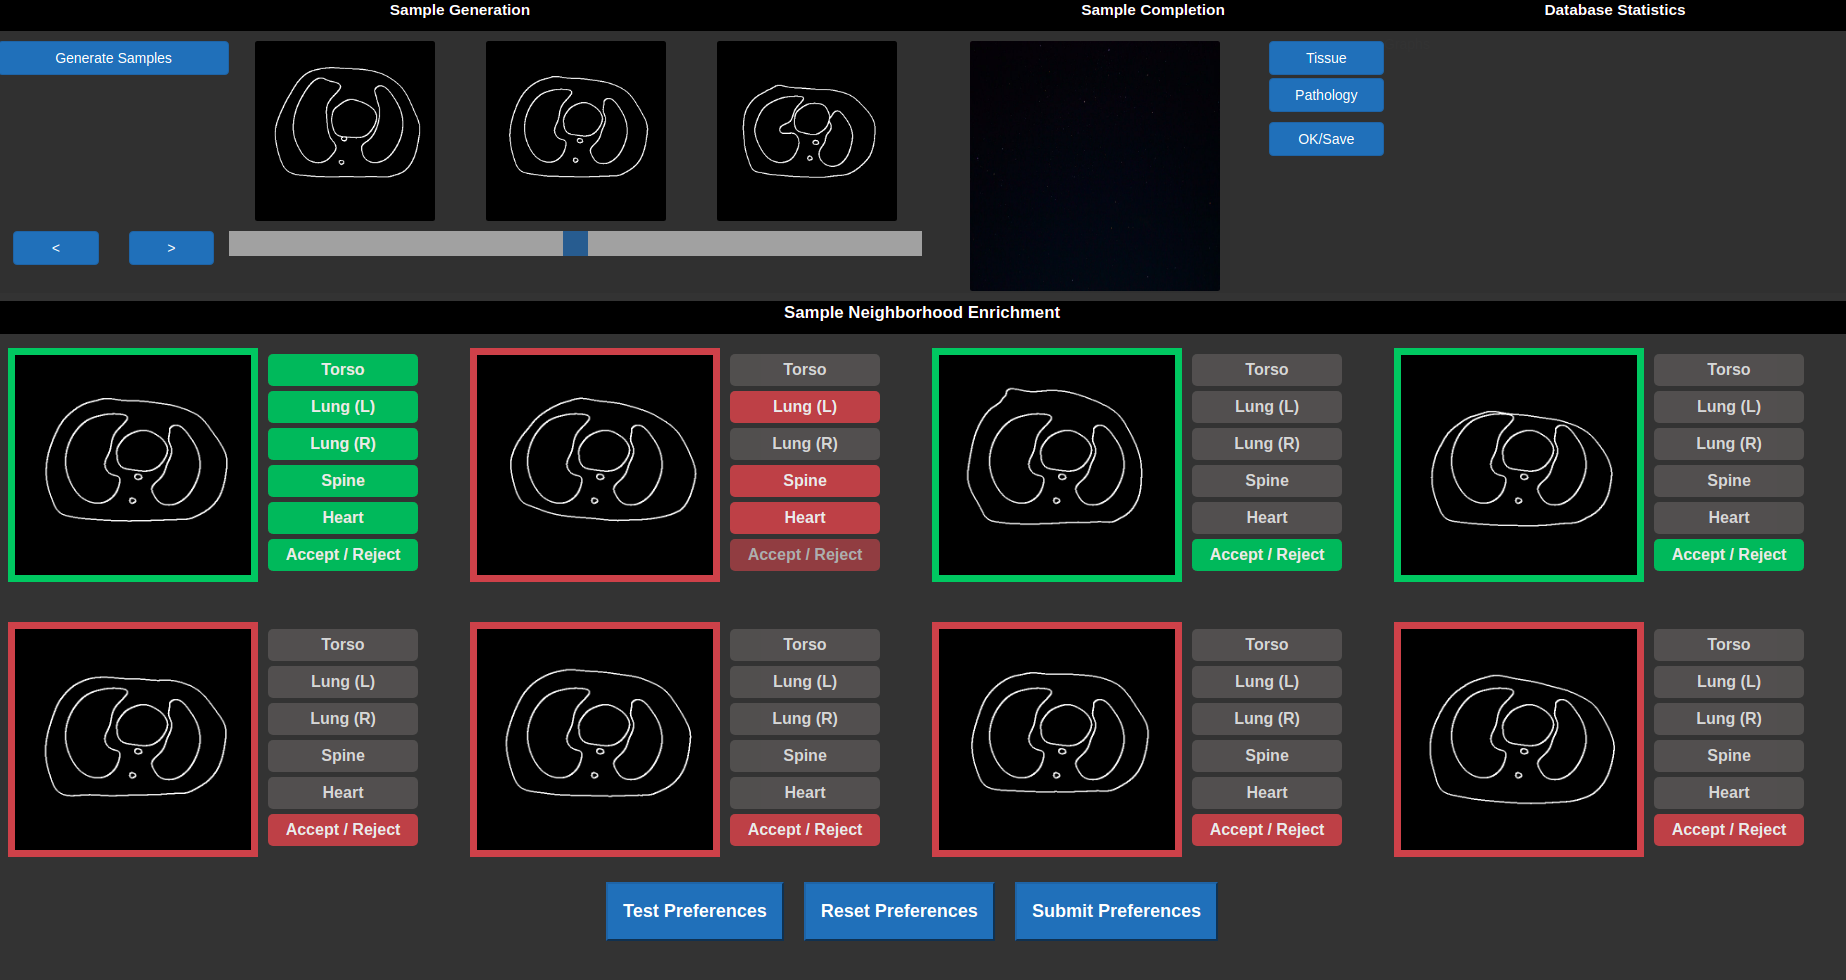 Sample Generation
Sample Completion
Database Statistics
Generate Samples
Tissue
Pathology
OK/Save
<
>
Sample Neighborhood Enrichment
Torso
Lung (L)
Lung (R)
Spine
Heart
Accept / Reject
Torso
Lung (L)
Lung (R)
Spine
Heart
Accept / Reject
Torso
Lung (L)
Lung (R)
Spine
Heart
Accept / Reject
Torso
Lung (L)
Lung (R)
Spine
Heart
Accept / Reject
Torso
Lung (L)
Lung (R)
Spine
Heart
Accept / Reject
Torso
Lung (L)
Lung (R)
Spine
Heart
Accept / Reject
Torso
Lung (L)
Lung (R)
Spine
Heart
Accept / Reject
Torso
Lung (L)
Lung (R)
Spine
Heart
Accept / Reject
Test Preferences
Reset Preferences
Submit Preferences